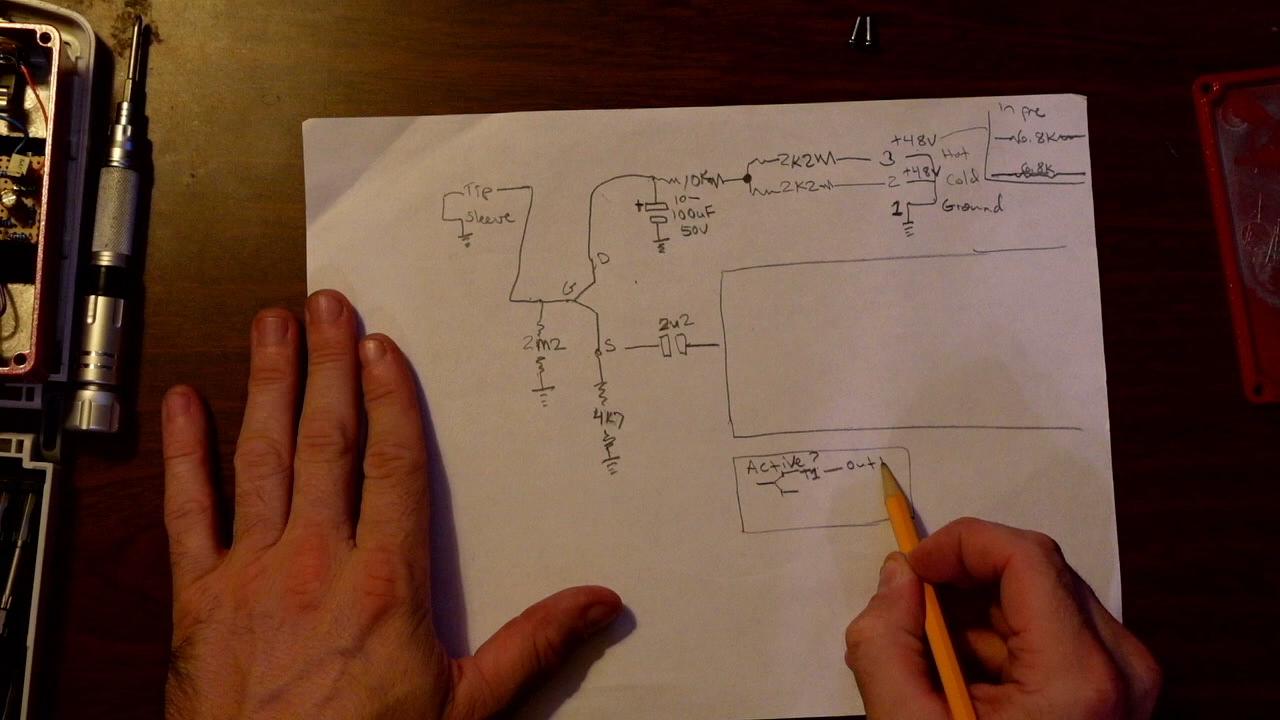 In pre
+48V
6.8K
2K2
3
Hot
+48V
6.8K
10K
2K2
2
Cold
Tip
+
10-
1
Ground
Sleeve
100uF
50V
D
G
2u2
2M2
S
4K7
Active?
T1
out